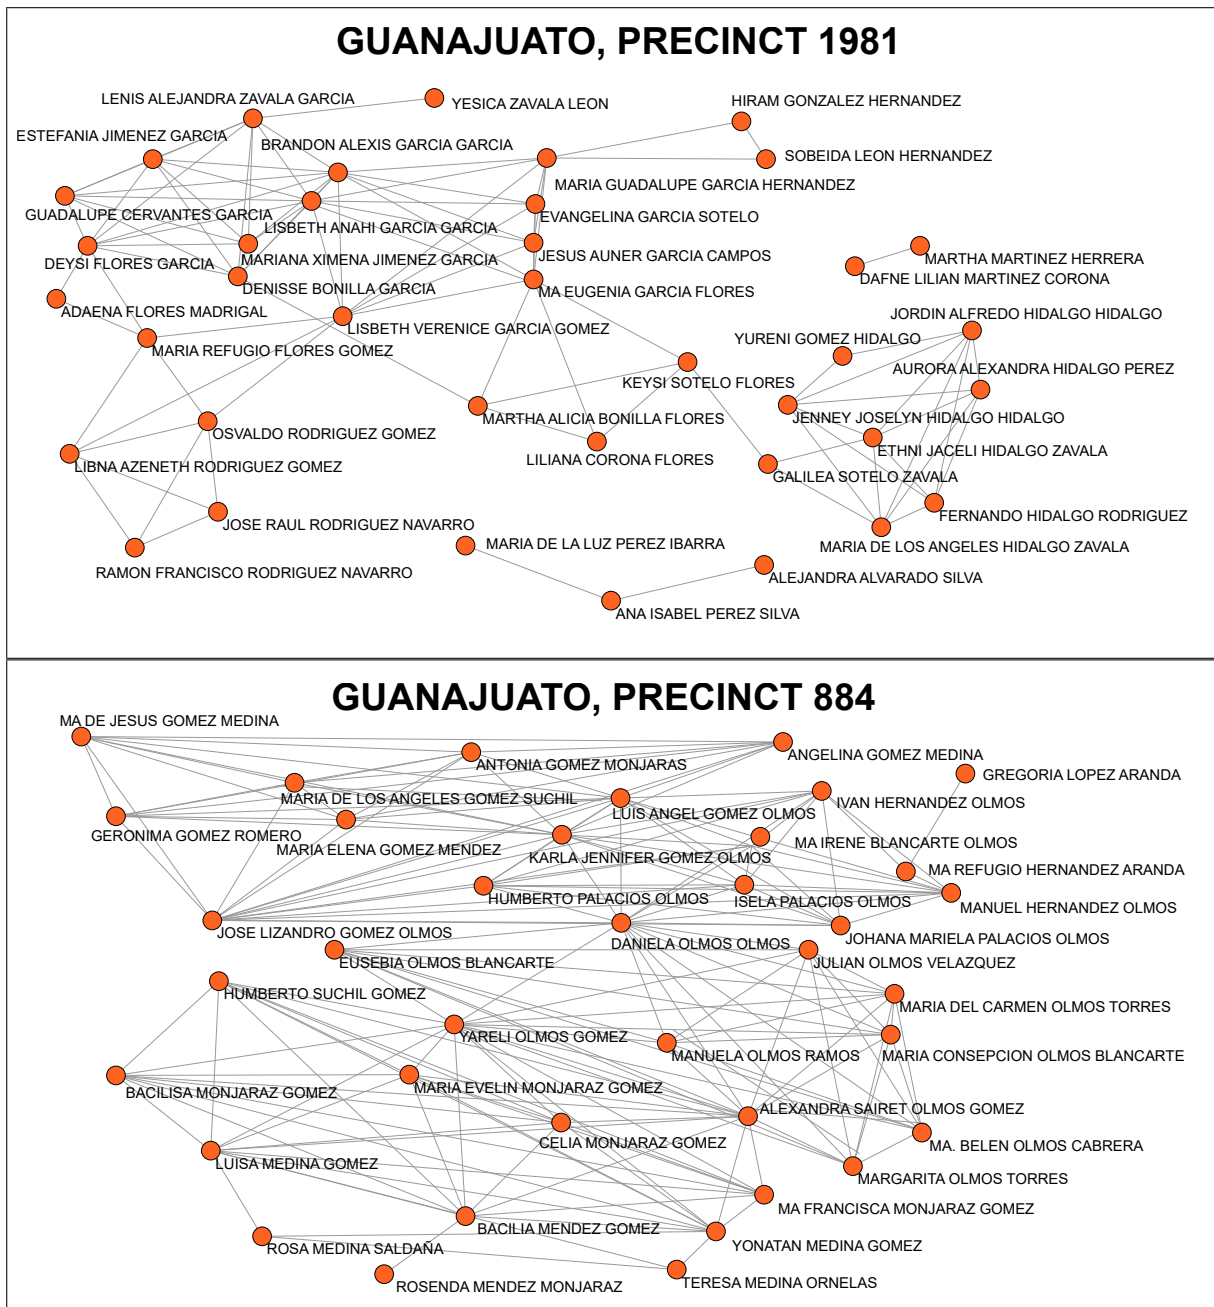 GUANAJUATO, PRECINCT 1981
LENIS ALEJANDRA ZAVALA GARCIA
YESICA ZAVALA LEON
HIRAM GONZALEZ HERNANDEZ
ESTEFANIA JIMENEZ GARCIA
BRANDON ALEXIS GARCIA GARCIA
SOBEIDA LEON HERNANDEZ
MARIA GUADALUPE GARCIA HERNANDEZ
GUADALUPE CERVANTES GARCIA
EVANGELINA GARCIA SOTELO
LISBETH ANAHI GARCIA GARCIA
JESUS AUNER GARCIA CAMPOS
MARIANA XIMENA JIMENEZ GARCIA
MARTHA MARTINEZ HERRERA
DEYSI FLORES GARCIA
DAFNE LILIAN MARTINEZ CORONA
DENISSE BONILLA GARCIA
MA EUGENIA GARCIA FLORES
ADAENA FLORES MADRIGAL
JORDIN ALFREDO HIDALGO HIDALGO
LISBETH VERENICE GARCIA GOMEZ
YURENI GOMEZ HIDALGO
MARIA REFUGIO FLORES GOMEZ
AURORA ALEXANDRA HIDALGO PEREZ
KEYSI SOTELO FLORES
MARTHA ALICIA BONILLA FLORES
JENNEY JOSELYN HIDALGO HIDALGO
OSVALDO RODRIGUEZ GOMEZ
ETHNI JACELI HIDALGO ZAVALA
LILIANA CORONA FLORES
LIBNA AZENETH RODRIGUEZ GOMEZ
GALILEA SOTELO ZAVALA
FERNANDO HIDALGO RODRIGUEZ
JOSE RAUL RODRIGUEZ NAVARRO
MARIA DE LA LUZ PEREZ IBARRA
MARIA DE LOS ANGELES HIDALGO ZAVALA
RAMON FRANCISCO RODRIGUEZ NAVARRO
ALEJANDRA ALVARADO SILVA
ANA ISABEL PEREZ SILVA
GUANAJUATO, PRECINCT 884
MA DE JESUS GOMEZ MEDINA
ANGELINA GOMEZ MEDINA
ANTONIA GOMEZ MONJARAS
GREGORIA LOPEZ ARANDA
MARIA DE LOS ANGELES GOMEZ SUCHIL
IVAN HERNANDEZ OLMOS
LUIS ANGEL GOMEZ OLMOS
GERONIMA GOMEZ ROMERO
MA IRENE BLANCARTE OLMOS
MARIA ELENA GOMEZ MENDEZ
KARLA JENNIFER GOMEZ OLMOS
MA REFUGIO HERNANDEZ ARANDA
HUMBERTO PALACIOS OLMOS
ISELA PALACIOS OLMOS
MANUEL HERNANDEZ OLMOS
JOSE LIZANDRO GOMEZ OLMOS
DANIELA OLMOS OLMOS
JOHANA MARIELA PALACIOS OLMOS
EUSEBIA OLMOS BLANCARTE
JULIAN OLMOS VELAZQUEZ
HUMBERTO SUCHIL GOMEZ
MARIA DEL CARMEN OLMOS TORRES
YARELI OLMOS GOMEZ
MANUELA OLMOS RAMOS
MARIA CONSEPCION OLMOS BLANCARTE
BACILISA MONJARAZ GOMEZ
MARIA EVELIN MONJARAZ GOMEZ
ALEXANDRA SAIRET OLMOS GOMEZ
CELIA MONJARAZ GOMEZ
MA. BELEN OLMOS CABRERA
LUISA MEDINA GOMEZ
MARGARITA OLMOS TORRES
MA FRANCISCA MONJARAZ GOMEZ
BACILIA MENDEZ GOMEZ
YONATAN MEDINA GOMEZ
ROSA MEDINA SALDAÑA
TERESA MEDINA ORNELAS
ROSENDA MENDEZ MONJARAZ